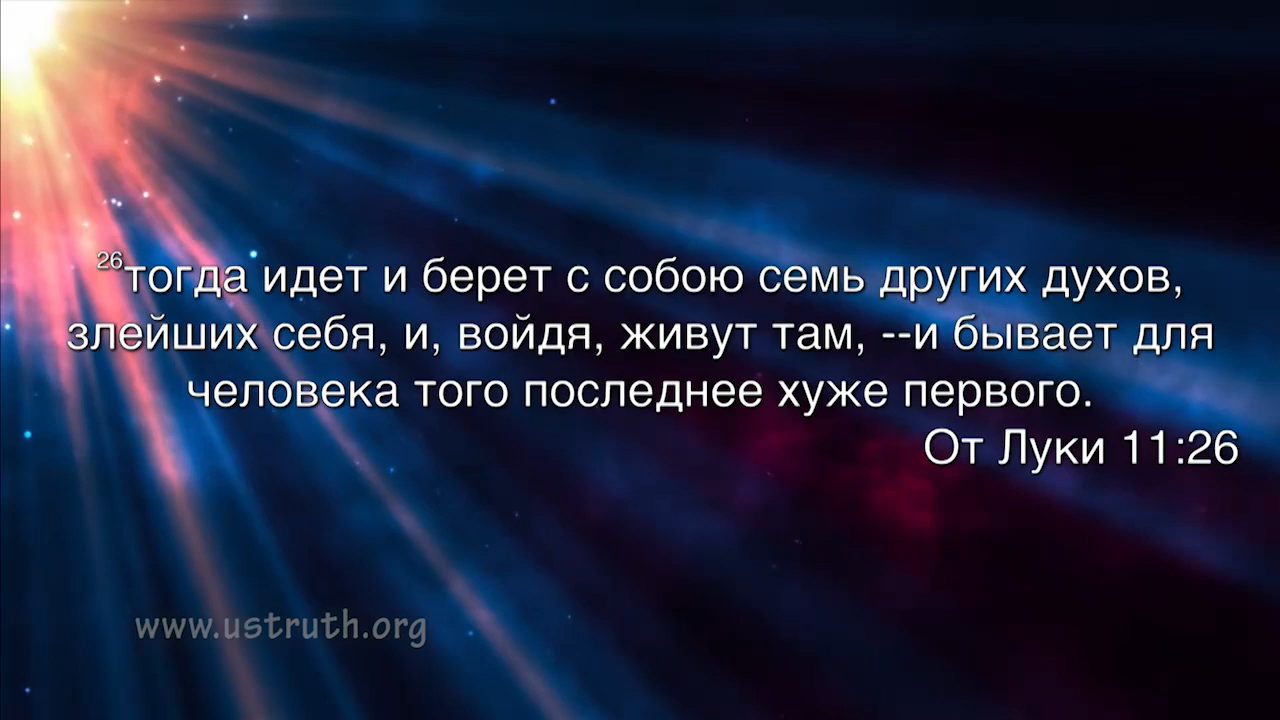 26тогда идет и берет с собою семь других духов,
злейших себя, и, войдя, живут там, --и бывает для
человека того последнее хуже первого.
От Луки 11:26
www.ustruth.org